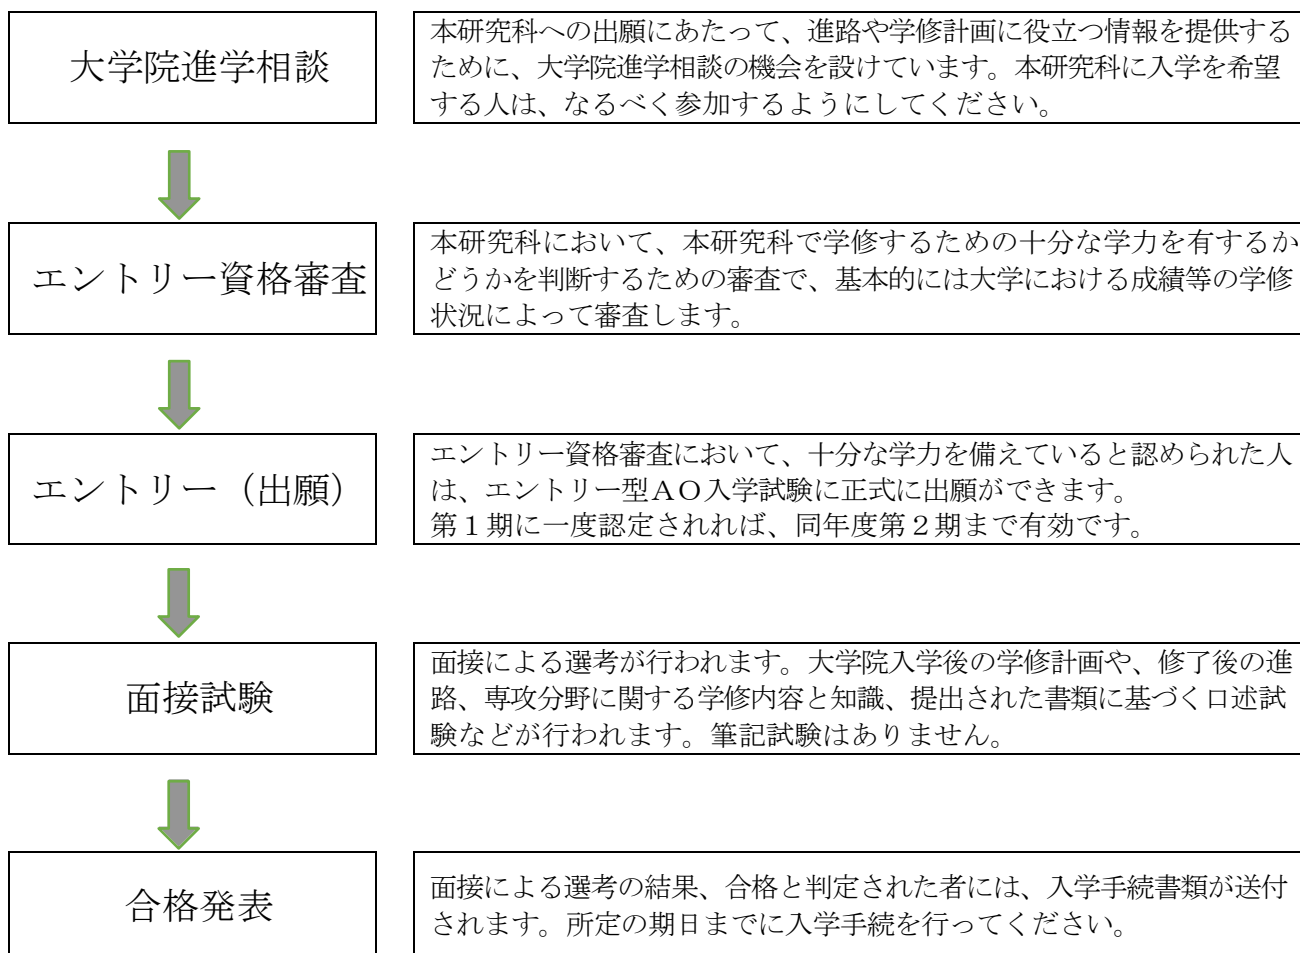 大学院進学相談
本研究科への出願にあたって、進路や学修計画に役立つ情報を提供する
ために、大学院進学相談の機会を設けています。本研究科に入学を希望
する人は、なるべく参加するようにしてください。
エントリー資格審査
本研究科において、本研究科で学修するための十分な学力を有するか
どうかを判断するための審査で、基本的には大学における成績等の学修
状況によって審査します。
エントリー（出願）
エントリー資格審査において、十分な学力を備えていると認められた人
は、エントリー型ＡＯ入学試験に正式に出願ができます。
第１期に一度認定されれば、同年度第２期まで有効です。
面接試験
面接による選考が行われます。大学院入学後の学修計画や、修了後の進
路、専攻分野に関する学修内容と知識、提出された書類に基づく口述試
験などが行われます。筆記試験はありません。
合格発表
面接による選考の結果、合格と判定された者には、入学手続書類が送付
されます。所定の期日までに入学手続を行ってください。